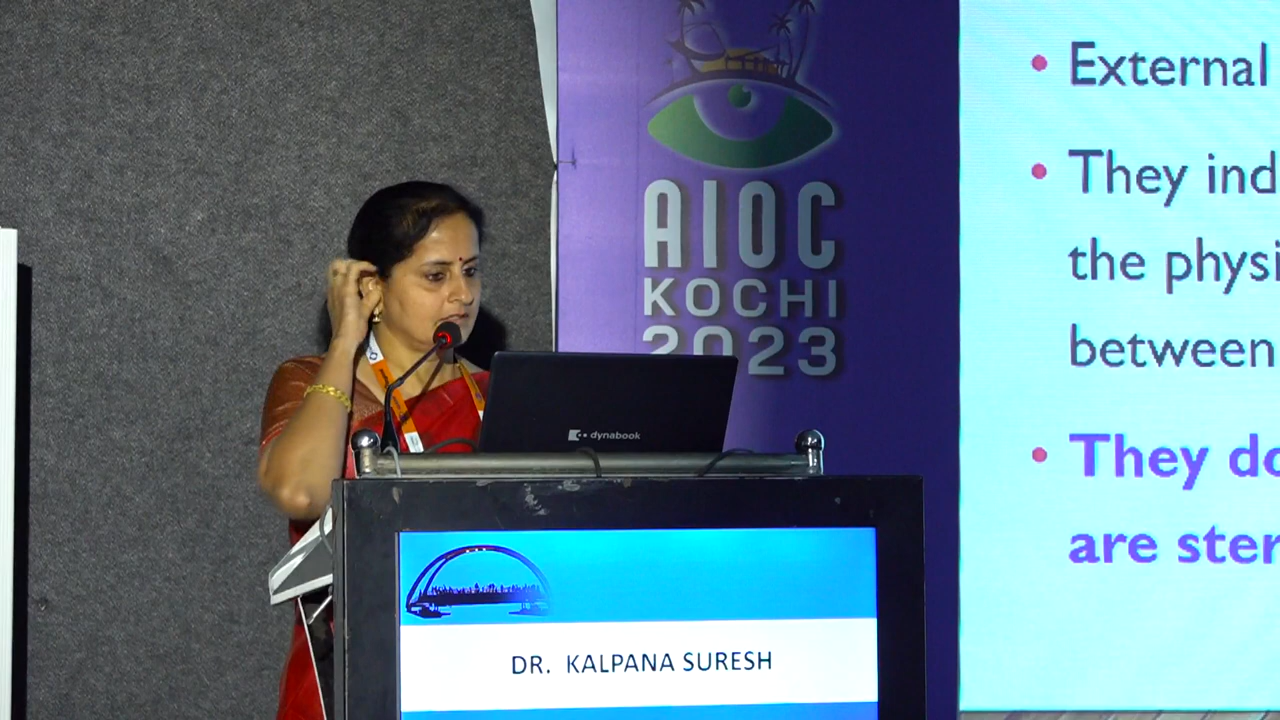 AIOC
KOCHI
2023
External
They ind
the physi
between
They do
are ster
dynabook
DR. KALPANA SURESH